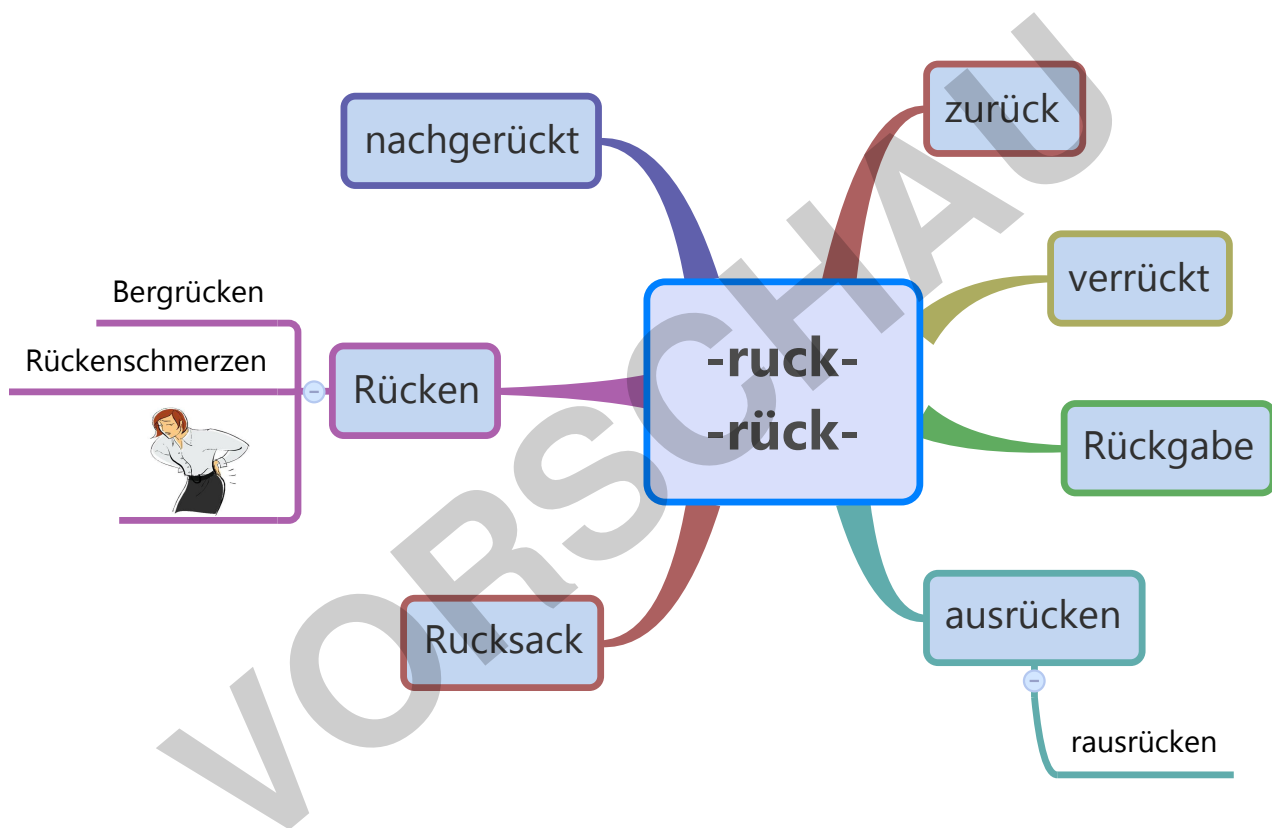 zurück
nachgerückt
verrückt
Bergrücken
-ruck-
-rück-
Rückenschmerzen
Rücken
Rückgabe
ausrücken
Rucksack
rausrücken
VORSCHAU